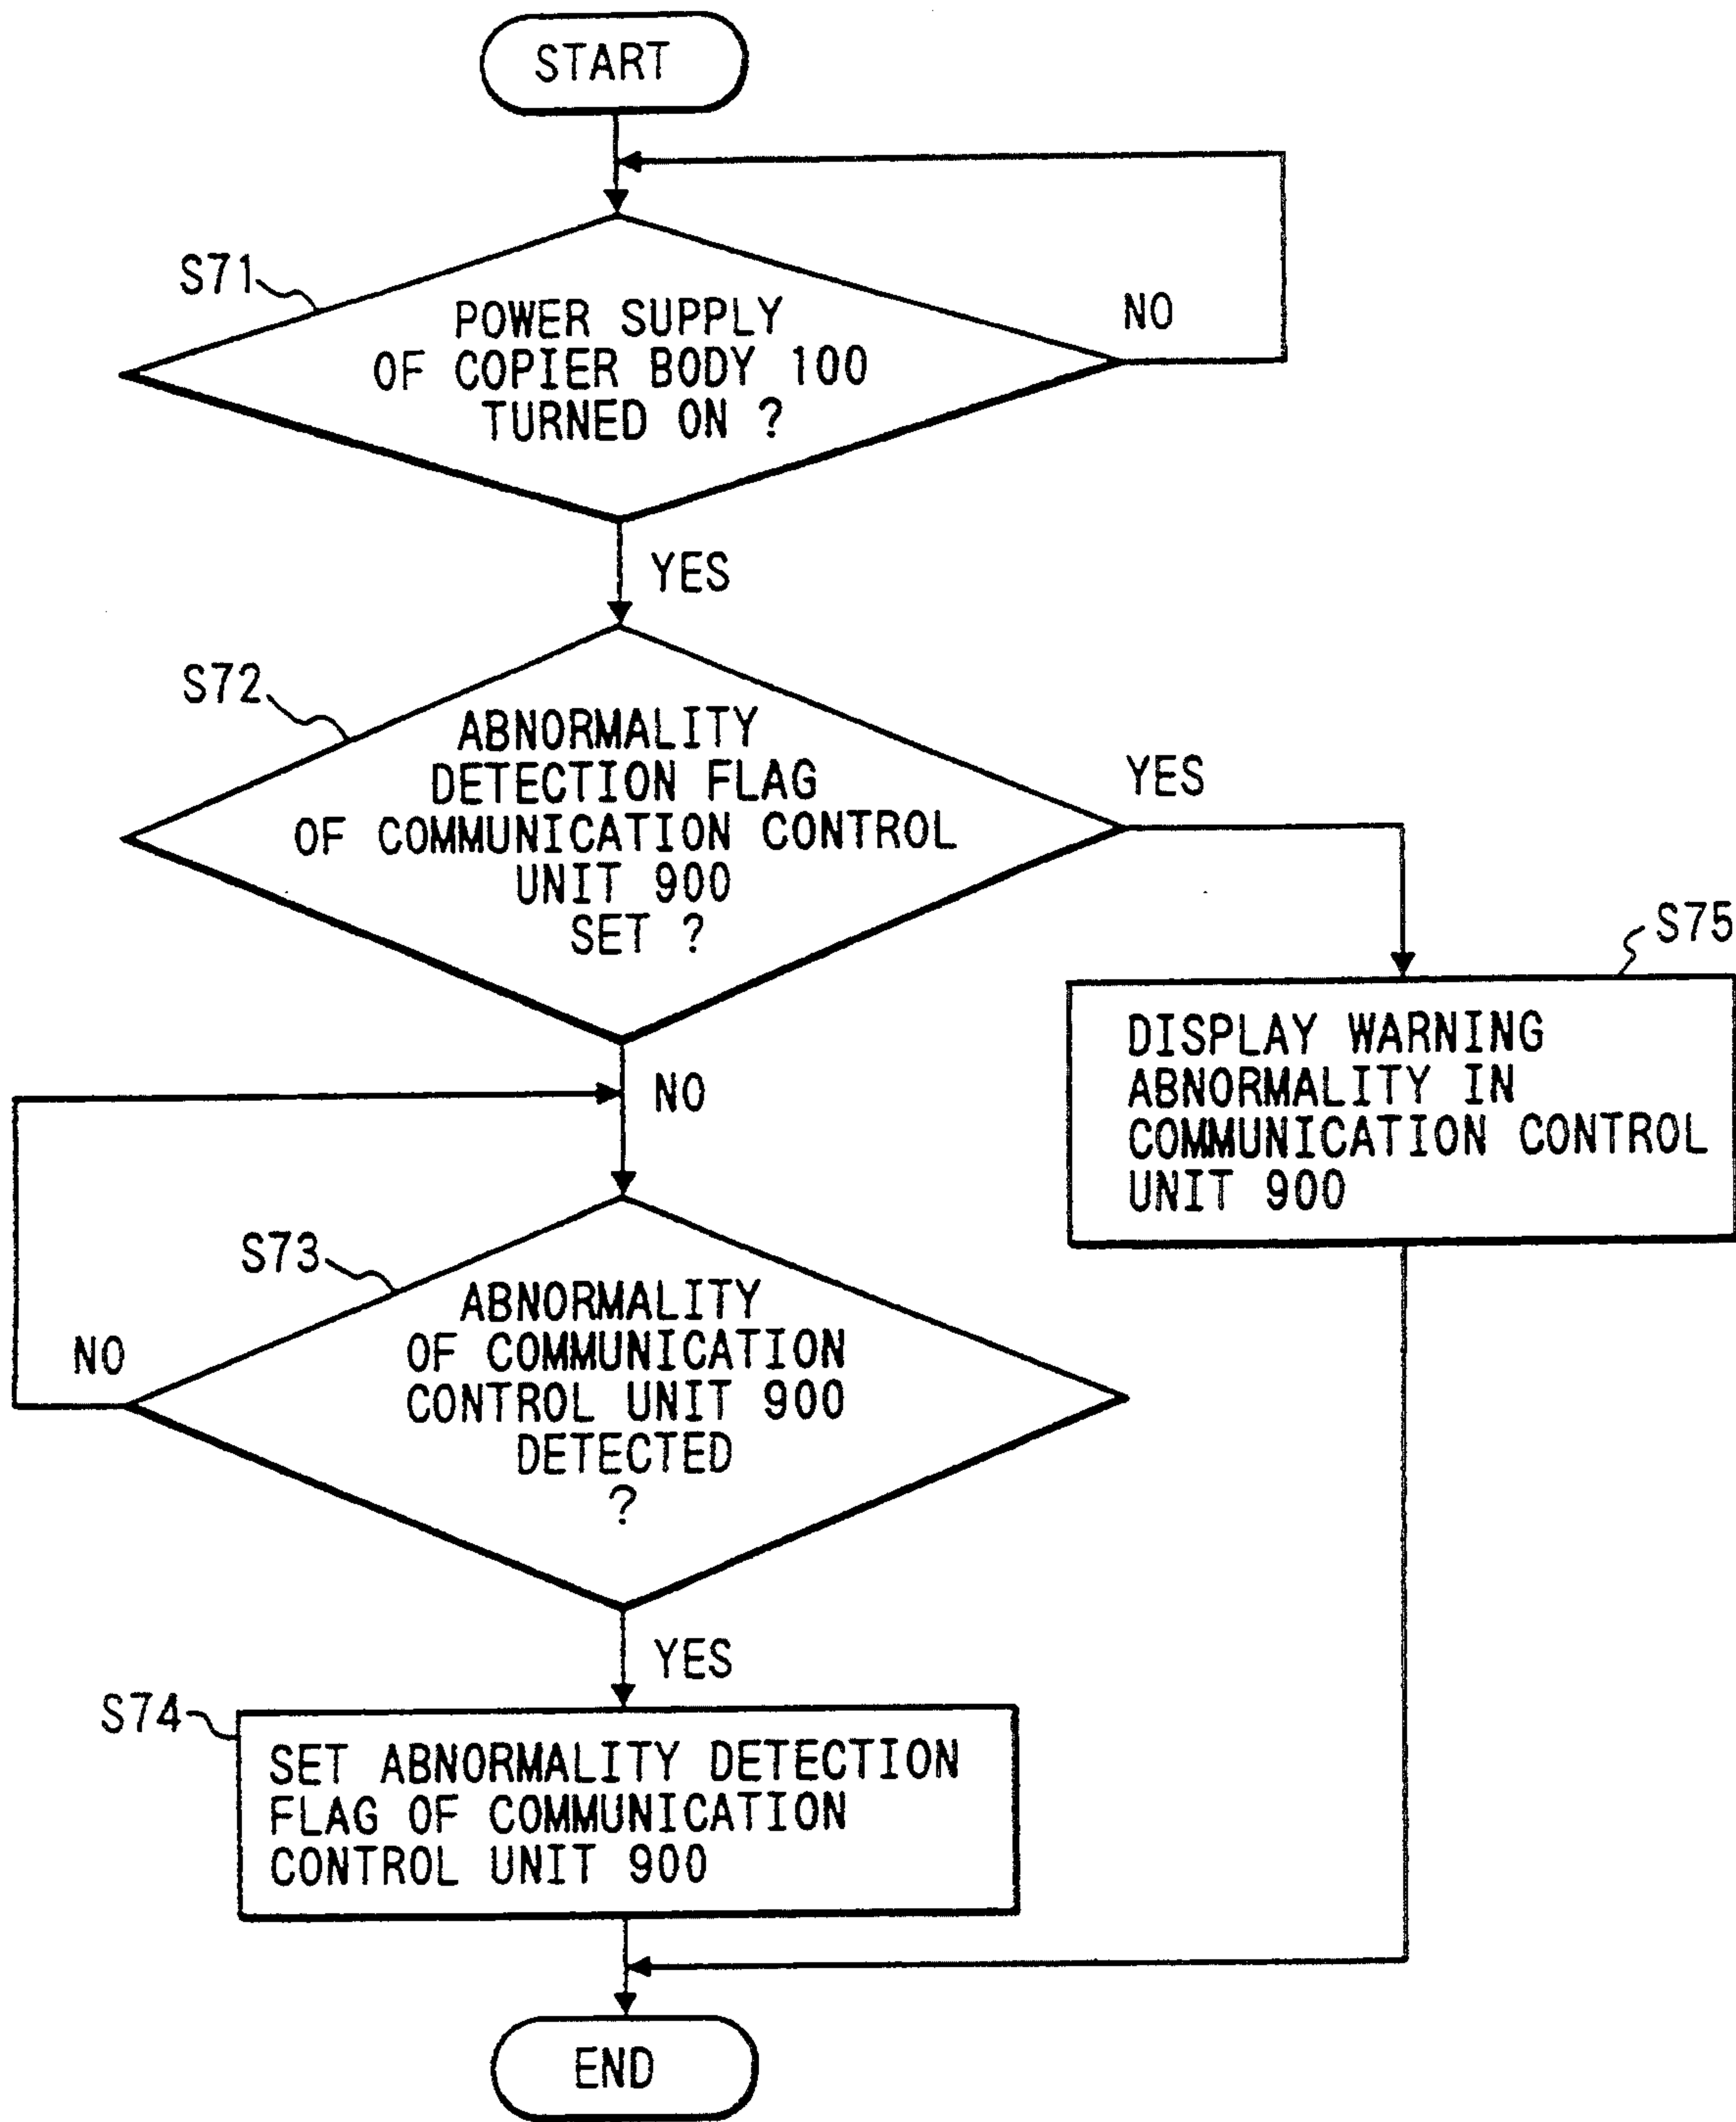 START
S71
POWER SUPPLY
OF COPIER BODY 100
TURNED ON ?
NO
YES
S72
ABNORMALITY
DETECTION FLAG
OF COMMUNICATION CONTROL
UNIT 900
SET ?
YES
S75
DISPLAY WARNING
ABNORMALITY IN
COMMUNICATION CONTROL
UNIT 900
NO
S73
ABNORMALITY
OF COMMUNICATION
CONTROL UNIT 900
DETECTED
?
NO
YES
S74
SET ABNORMALITY DETECTION
FLAG OF COMMUNICATION
CONTROL UNIT 900
END